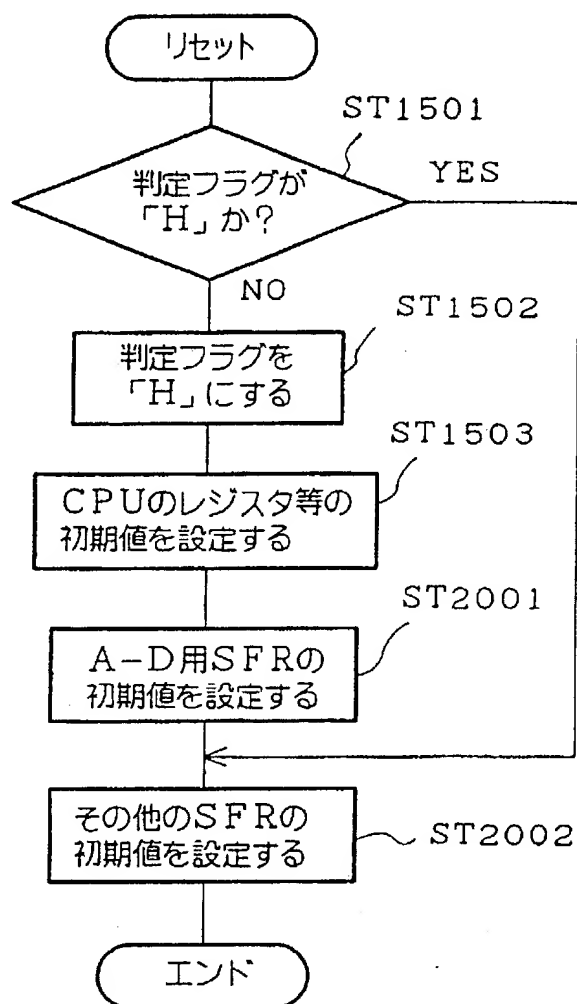 リセット
ST1501
判定フラグが
「H」か?
YES
NO
ST1502
判定フラグを
「H」にする
ST1503
CPUのレジスタ等の
初期値を設定する
ST2001
A-D用SFRの
初期値を設定する
その他のSFRの
初期値を設定する
ST2002
エンド